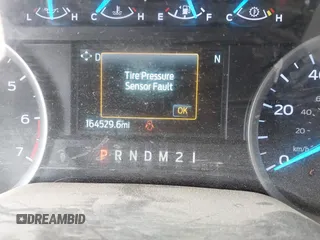 L H C H E F C H
D N
Tire Pressure
Sensor Fault
OK
164529.6mi
5
6
7
P R N D M 2 1
40
20
0
km/h
DREAMBID